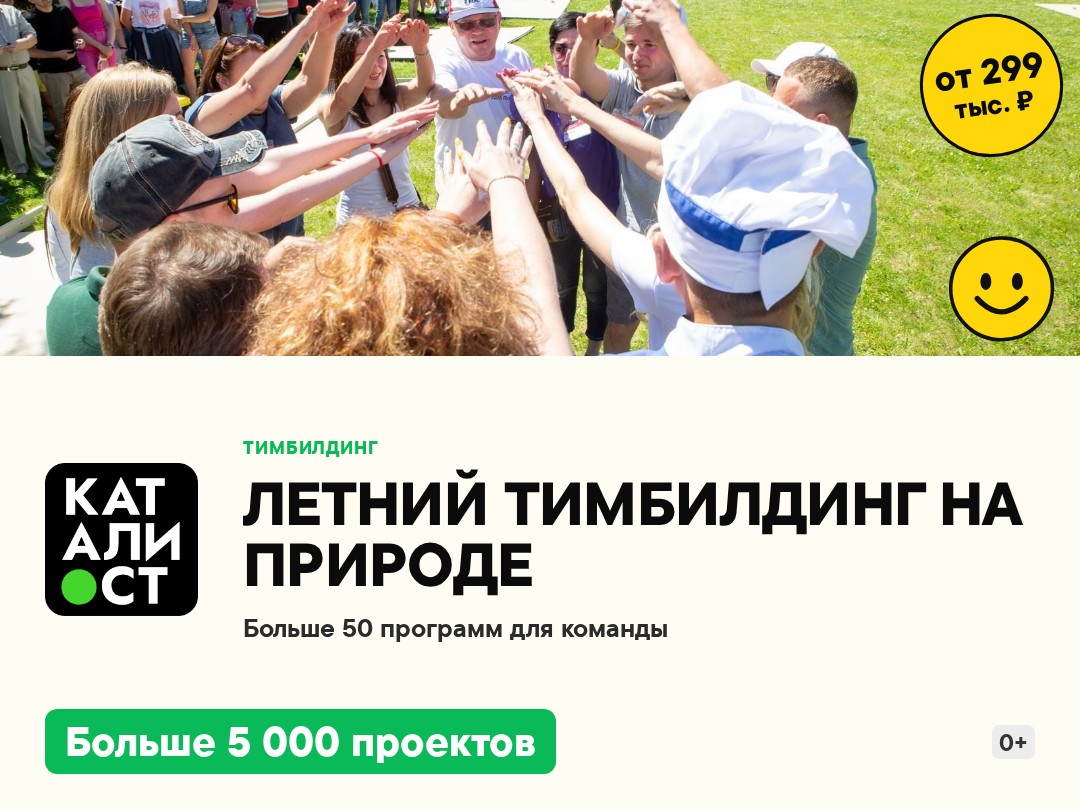 от 299
тыс. ₽
ТИМБИЛДИНГ
КАТ
АЛИ
СТ
ЛЕТНИЙ ТИМБИЛДИНГ НА
ПРИРОДЕ
Больше 50 программ для команды
Больше 5 000 проектов
0+